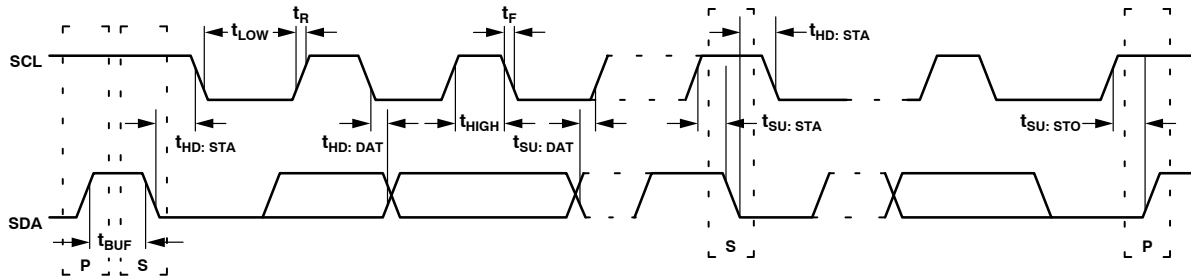 tR
tF
tLOW
tHD: STA
SCL
tHD: STA
tHD: DAT
tHIGH
tSU: DAT
tSU: STA
tSU: STO
SDA
tBUF
S
P
P
S